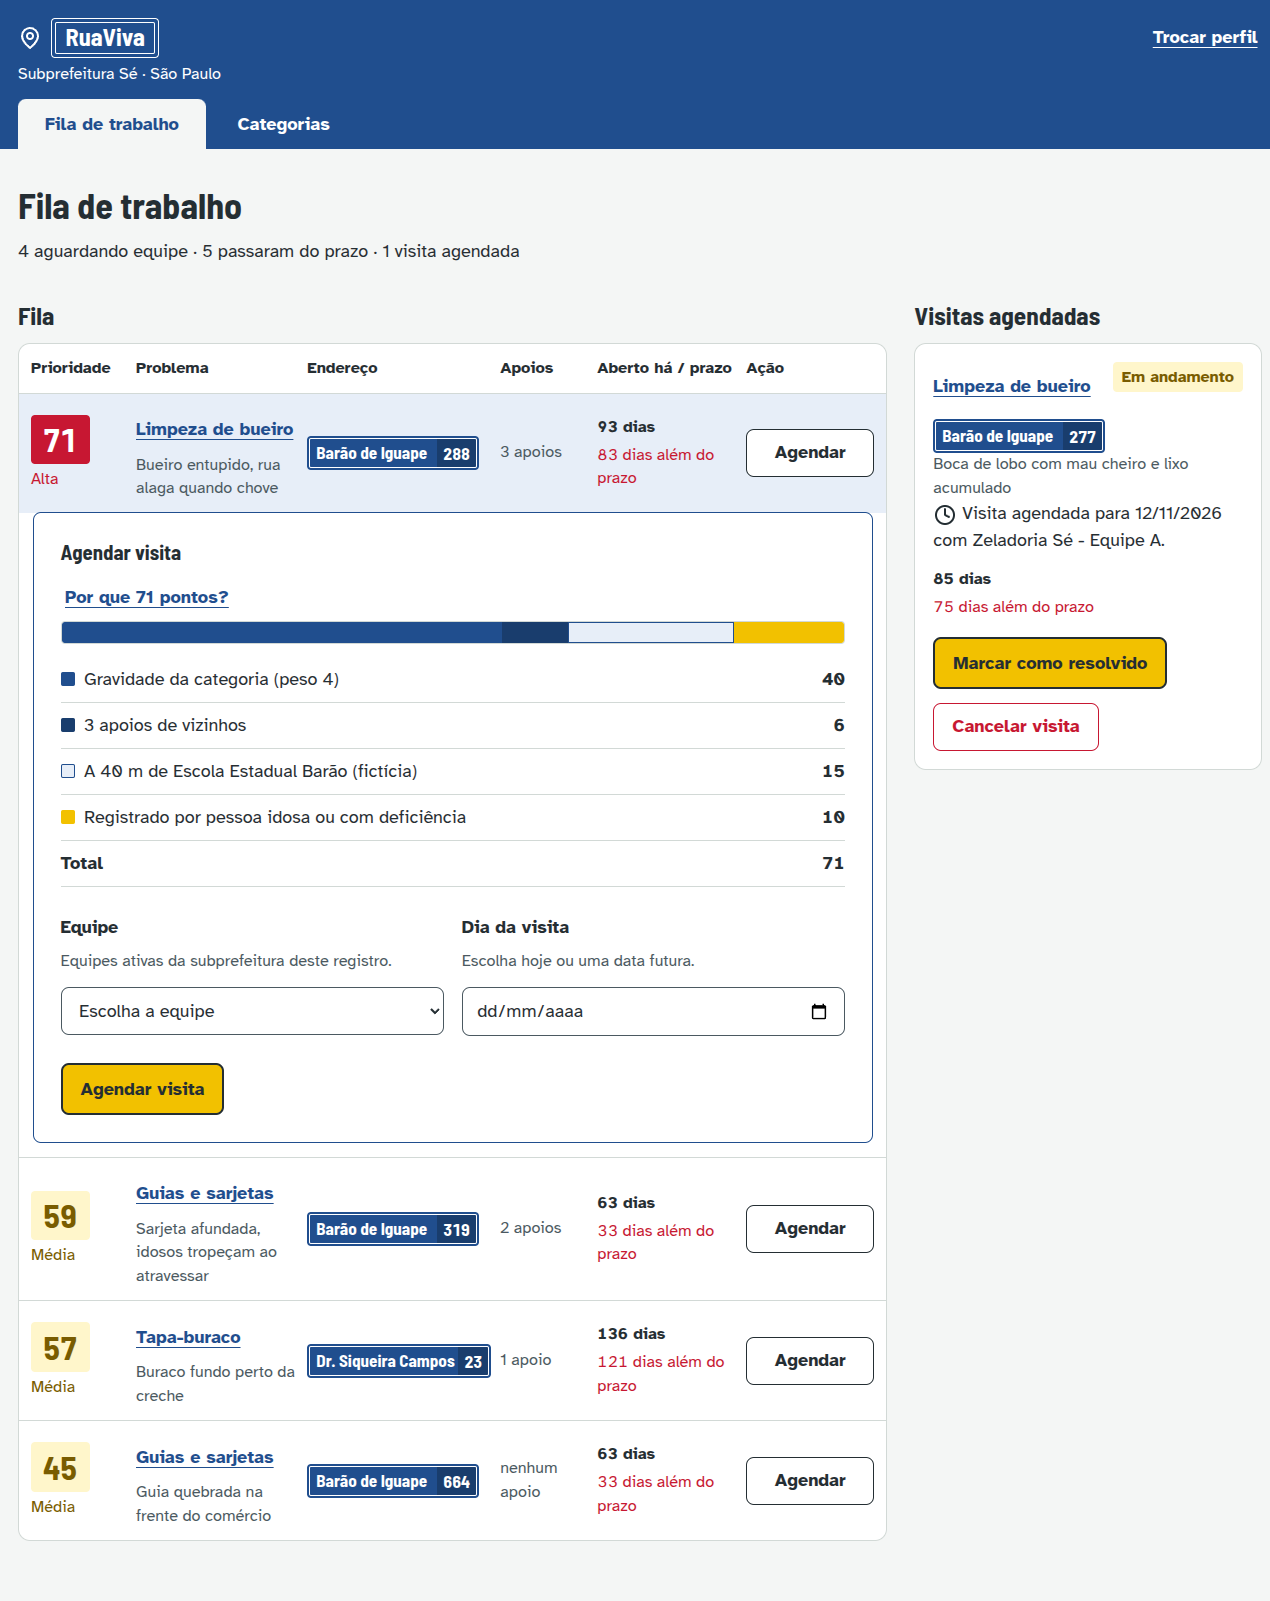 RuaViva
Trocar perfil
Subprefeitura Sé · São Paulo
Fila de trabalho
Categorias
Fila de trabalho
4 aguardando equipe · 5 passaram do prazo · 1 visita agendada
Fila
Prioridade Problema Endereço Apoios Aberto há / prazo Ação
71
Alta
Limpeza de bueiro
Bueiro entupido, rua
alaga quando chove
Barão de Iguape 288
3 apoios
93 dias
83 dias além do
prazo
Agendar
Agendar visita
Por que 71 pontos?
Gravidade da categoria (peso 4) 40
3 apoios de vizinhos 6
A 40 m de Escola Estadual Barão (fictícia) 15
Registrado por pessoa idosa ou com deficiência 10
Total 71
Equipe
Equipes ativas da subprefeitura deste registro.
Escolha a equipe
Dia da visita
Escolha hoje ou uma data futura.
dd/mm/aaaa
Agendar visita
59
Média
Guias e sarjetas
Sarjeta afundada,
idosos tropeçam ao
atravessar
Barão de Iguape 319
2 apoios
63 dias
33 dias além do
prazo
Agendar
57
Média
Tapa-buraco
Buraco fundo perto da
creche
Dr. Siqueira Campos 23
1 apoio
136 dias
121 dias além do
prazo
Agendar
45
Média
Guias e sarjetas
Guia quebrada na
frente do comércio
Barão de Iguape 664
nenhum
apoio
63 dias
33 dias além do
prazo
Agendar
Visitas agendadas
Limpeza de bueiro
Em andamento
Barão de Iguape 277
Boca de lobo com mau cheiro e lixo
acumulado
Visita agendada para 12/11/2026
com Zeladoria Sé - Equipe A.
85 dias
75 dias além do prazo
Marcar como resolvido
Cancelar visita